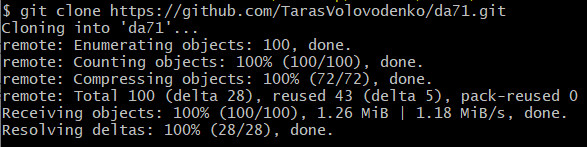 $ git clone https://github.com/TarasVolovodenko/da71.git
Cloning into 'da71'...
remote: Enumerating objects: 100, done.
remote: Counting objects: 100% (100/100), done.
remote: Compressing objects: 100% (72/72), done.
remote: Total 100 (delta 28), reused 43 (delta 5), pack-reused 0
Receiving objects: 100% (100/100), 1.26 MiB | 1.18 MiB/s, done.
Resolving deltas: 100% (28/28), done.